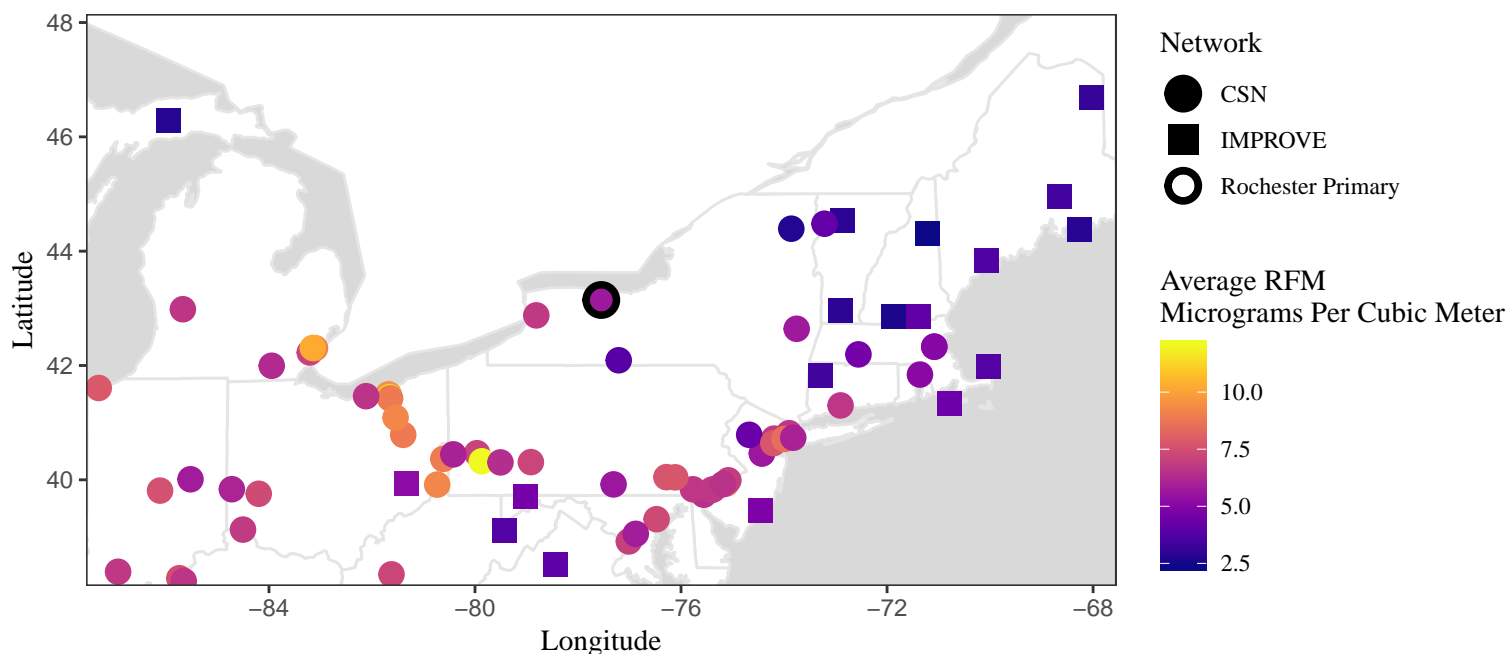 48
46
44
42
40
Latitude
−84
−80
−76
−72
−68
Longitude
Network
CSN
IMPROVE
Rochester Primary
Average RFM
Micrograms Per Cubic Meter
10.0
7.5
5.0
2.5